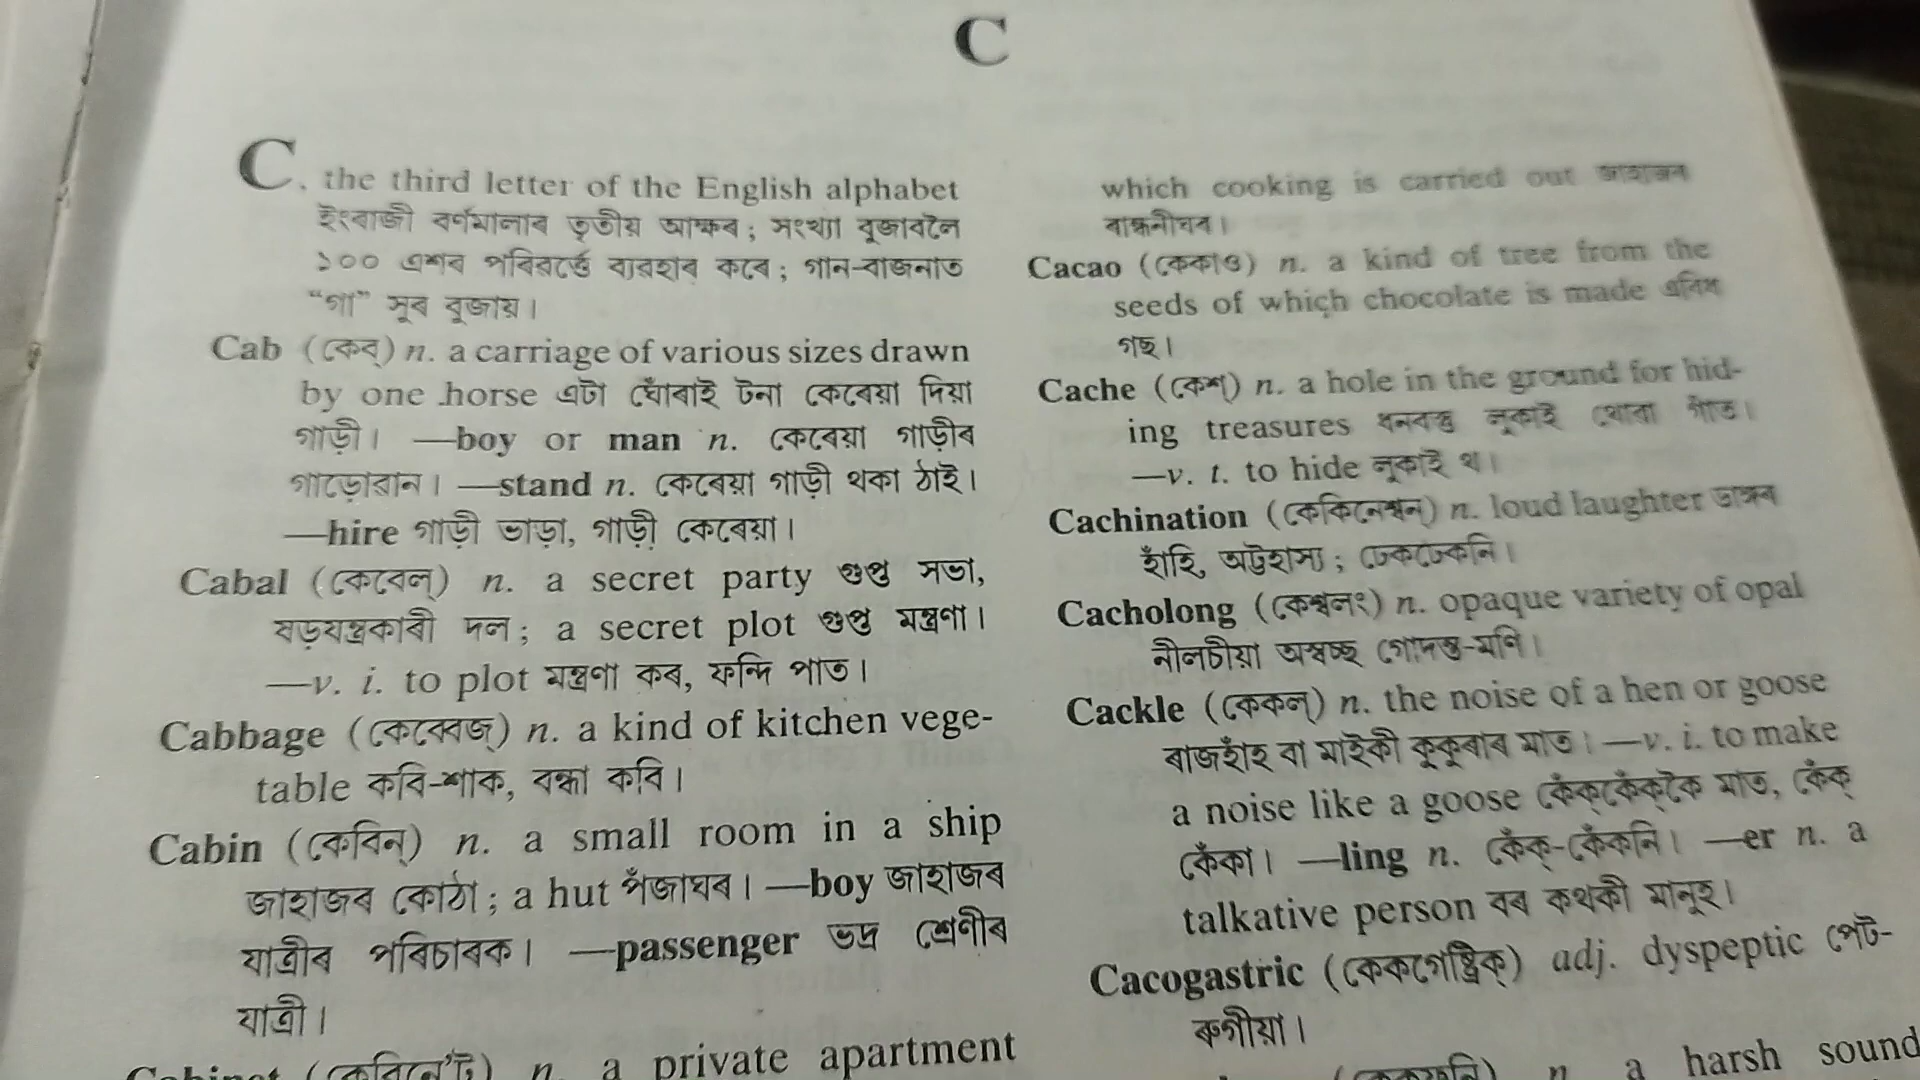 C
C, the third letter of the English alphabet
ইংৰাজী বৰ্ণমালাৰ তৃতীয় আক্ষৰ; সংখ্যা বুজাবলৈ
১০০ এশৰ পৰিৱৰ্ত্তে ব্যৱহাৰ কৰে; গান-বাজনাত
“গা” সুৰ বুজায়।
Cab (কেব্) n. a carriage of various sizes drawn
by one horse এটা ঘোঁৰাই টনা কেৰেয়া দিয়া
গাড়ী। —boy or man n. কেৰেয়া গাড়ীৰ
গাড়োৱান। —stand n. কেৰেয়া গাড়ী থকা ঠাই।
—hire গাড়ী ভাড়া, গাড়ী কেৰেয়া।
Cabal (কেবেল্) n. a secret party গুপ্ত সভা,
ষড়যন্ত্ৰকাৰী দল; a secret plot গুপ্ত মন্ত্ৰণা।
—v. i. to plot মন্ত্ৰণা কৰ, ফন্দি পাত।
Cabbage (কেব্বেজ্) n. a kind of kitchen vege-
table কবি-শাক, বন্ধা কবি।
Cabin (কেবিন্) n. a small room in a ship
জাহাজৰ কোঠা; a hut পঁজাঘৰ। —boy জাহাজৰ
যাত্ৰীৰ পৰিচাৰক। —passenger ভদ্ৰ শ্ৰেণীৰ
যাত্ৰী।
Cabinet (কেবিনে'ট) n. a private apartment
which cooking is carried out জাহাজৰ
ৰান্ধনীঘৰ।
Cacao (কেকাও) n. a kind of tree from the
seeds of which chocolate is made এবিধ
গছ।
Cache (কেশ্) n. a hole in the ground for hid-
ing treasures ধনবস্তু লুকাই থোৱা গাঁত।
—v. t. to hide লুকাই থ।
Cachination (কেকিনেশ্বন্) n. loud laughter ডাঙ্গৰ
হাঁহি, অট্টহাস্য; ঢেকঢেকনি।
Cacholong (কেশ্বলং) n. opaque variety of opal
নীলচীয়া অস্বচ্ছ গোদন্ত-মণি।
Cackle (কেকল্) n. the noise of a hen or goose
ৰাজহাঁহ বা মাইকী কুকুৰাৰ মাত। —v. i. to make
a noise like a goose কেঁক্‌কেঁক্‌কৈ মাত, কেঁক্
কেঁকা। —ling n. কেঁক্-কেঁকনি। —er n. a
talkative person বৰ কথকী মানুহ।
Cacogastric (কেকগেষ্ট্ৰিক্) adj. dyspeptic পেট-
ৰুগীয়া।
n. a harsh sound